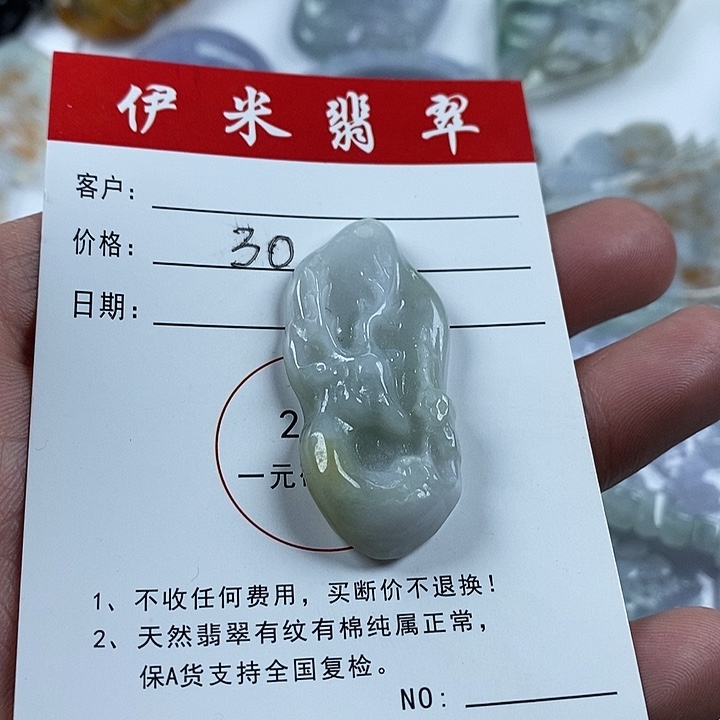 伊米翡翠
客户:
价格: 30
日期:
2
一元
1、不收任何费用，买断价不退换!
2、天然翡翠有纹有棉纯属正常，
保A货支持全国复检。
NO: